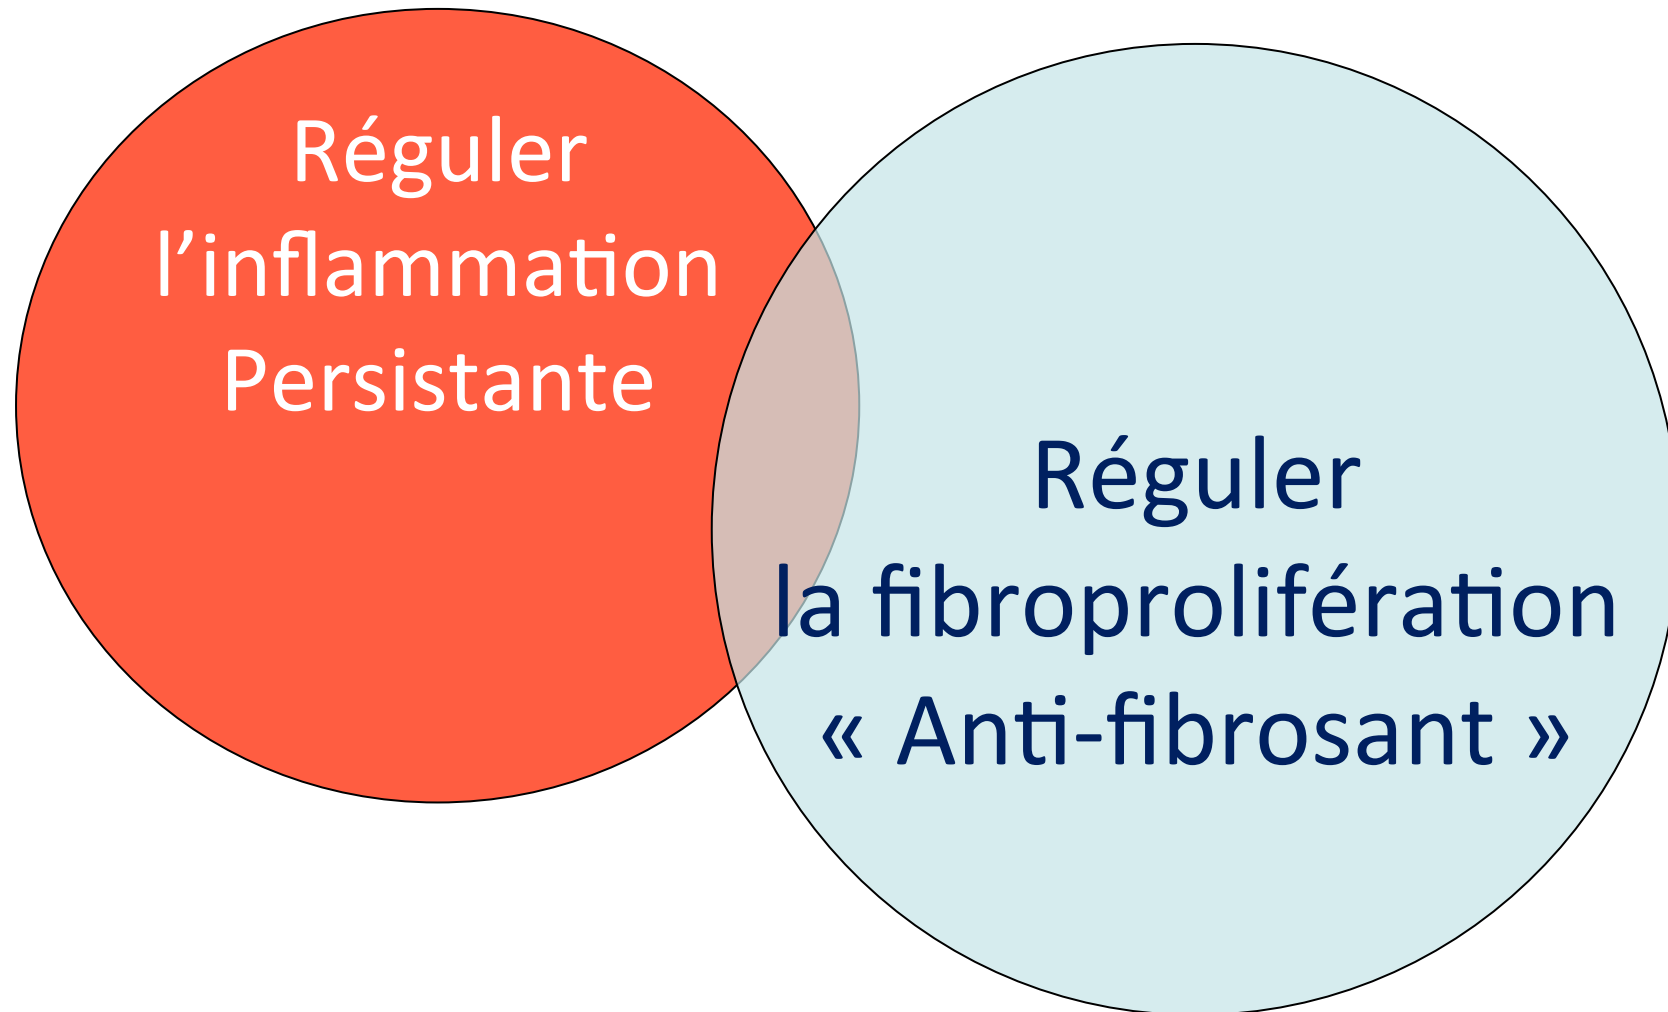 Réguler
l’inflammation
Persistante
Réguler
la fibroprolifération
« Anti-fibrosant »